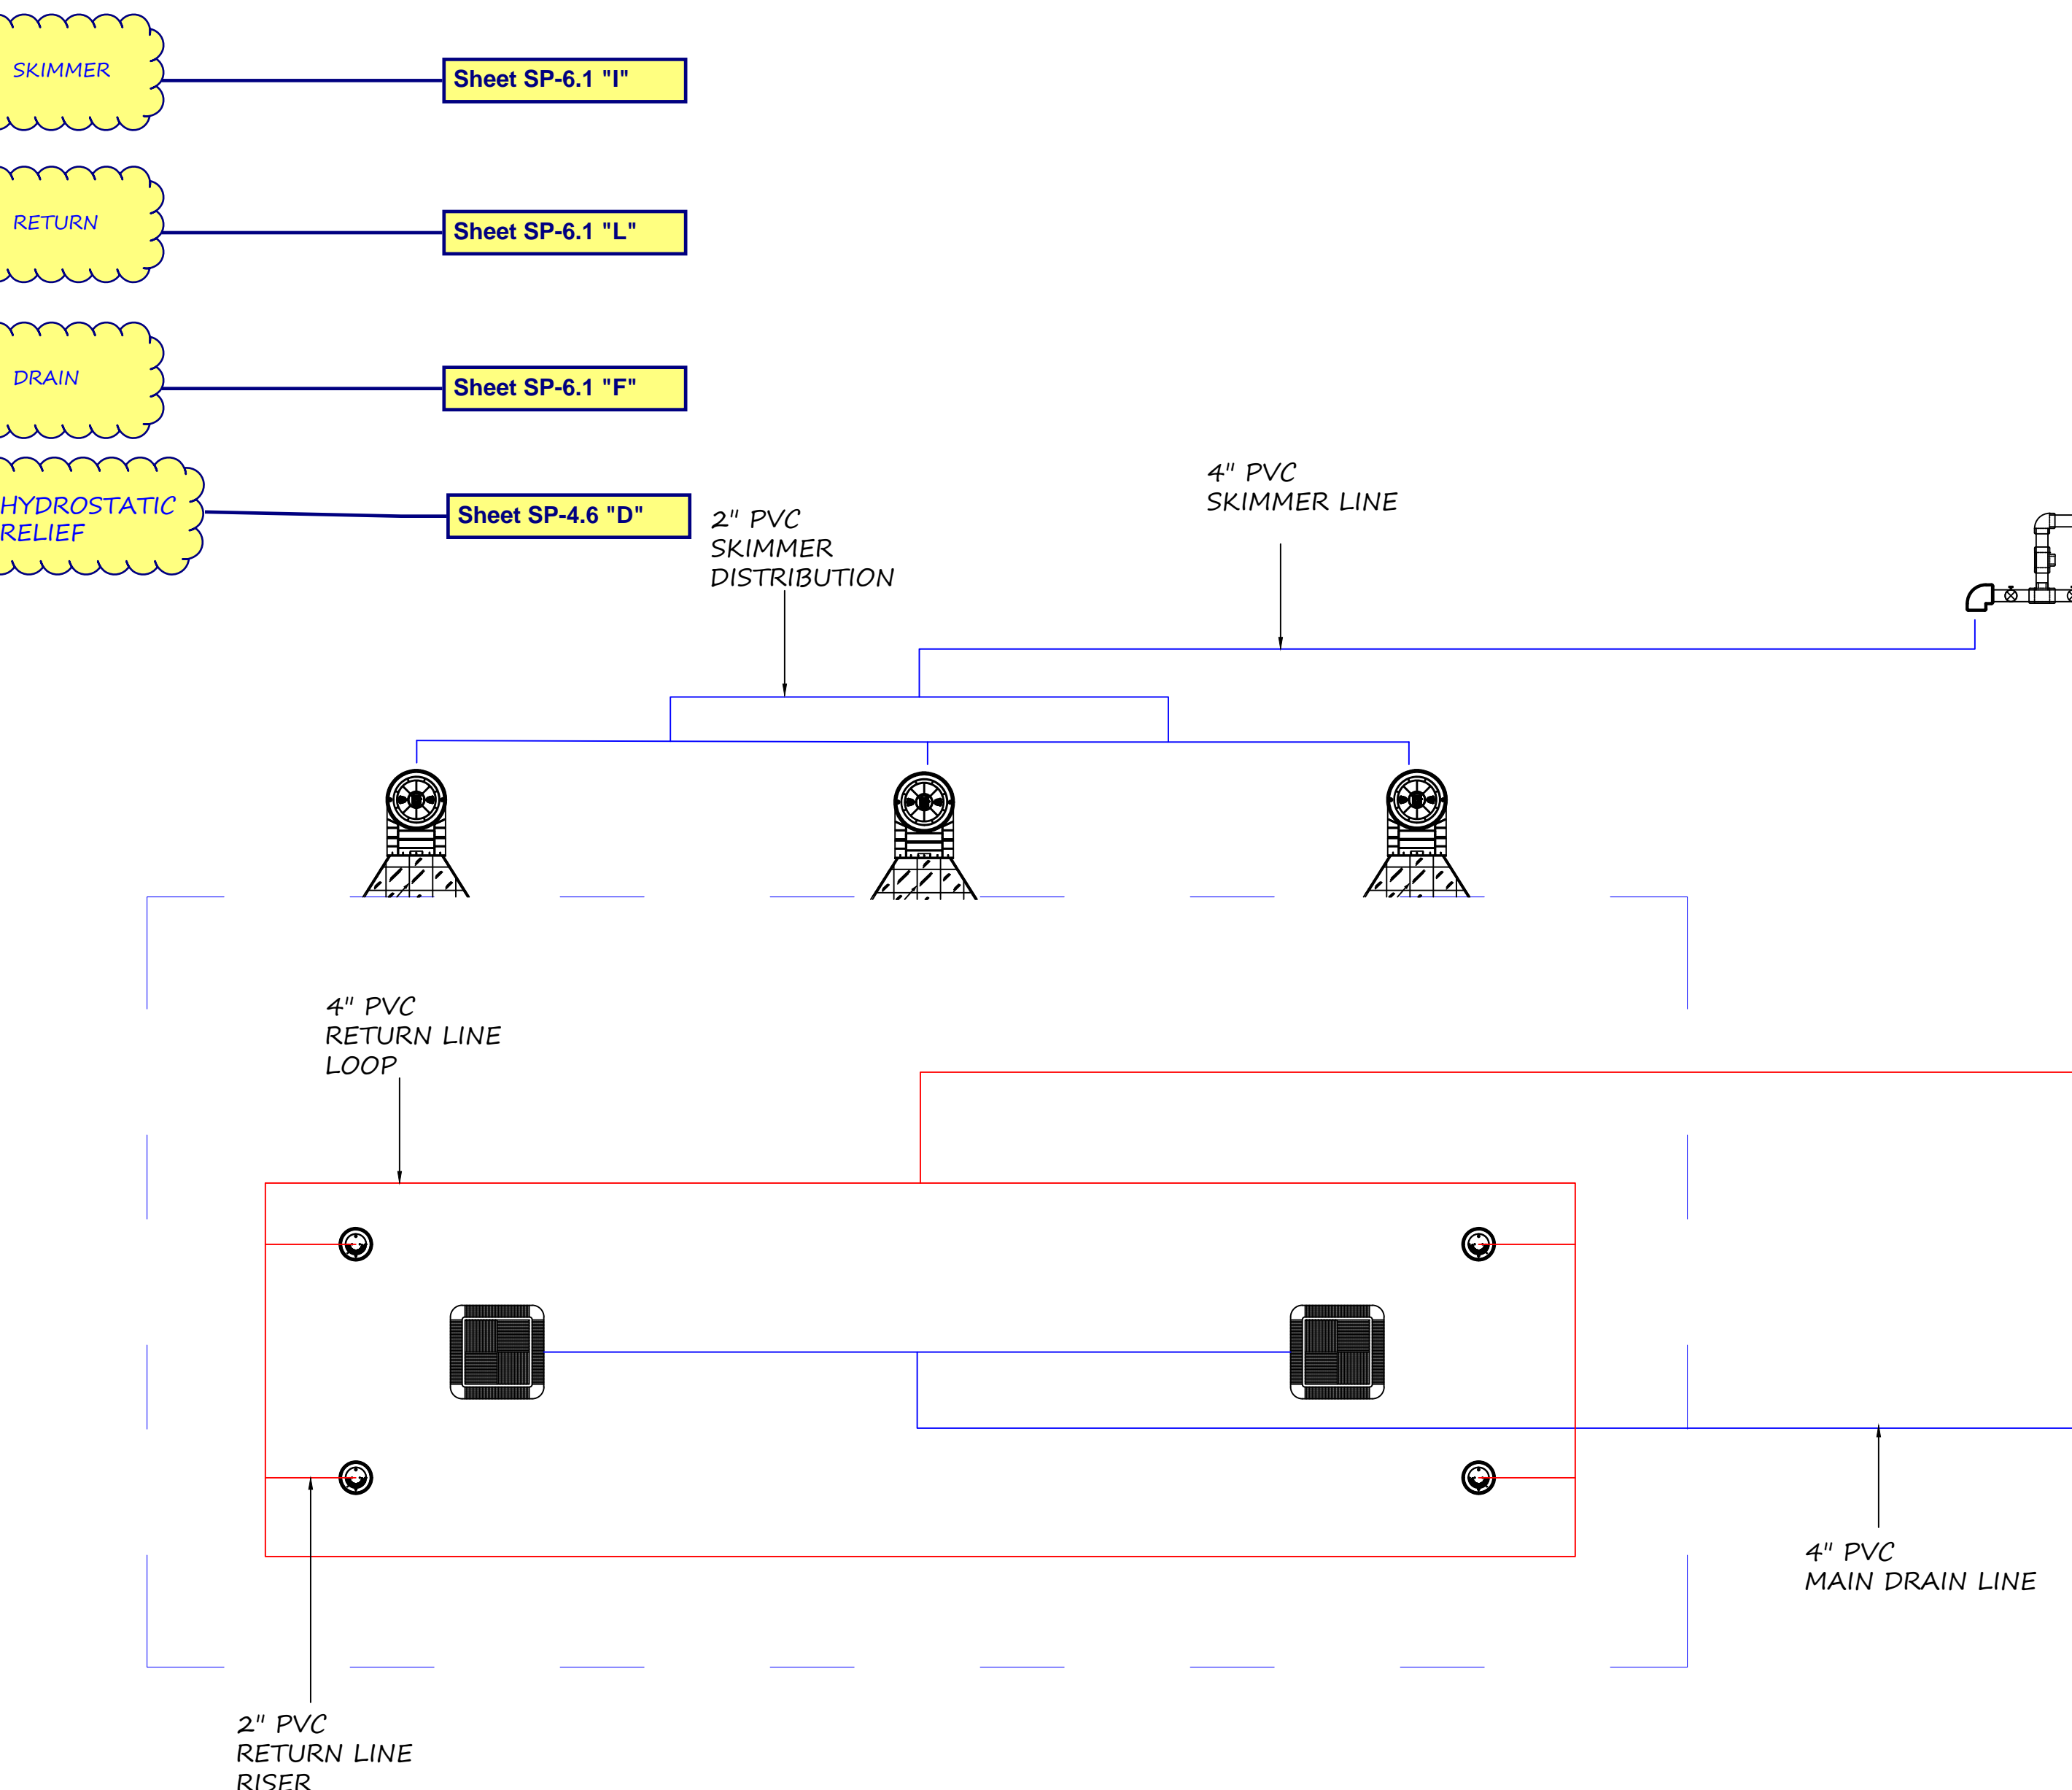 SKIMMER
Sheet SP-6.1 "I"
RETURN
Sheet SP-6.1 "L"
DRAIN
Sheet SP-6.1 "F"
HYDROSTATIC
RELIEF
Sheet SP-4.6 "D"
2" PVC
SKIMMER
DISTRIBUTION
4" PVC
SKIMMER LINE
4" PVC
RETURN LINE
LOOP
4" PVC
MAIN DRAIN LINE
2" PVC
RETURN LINE
RISER